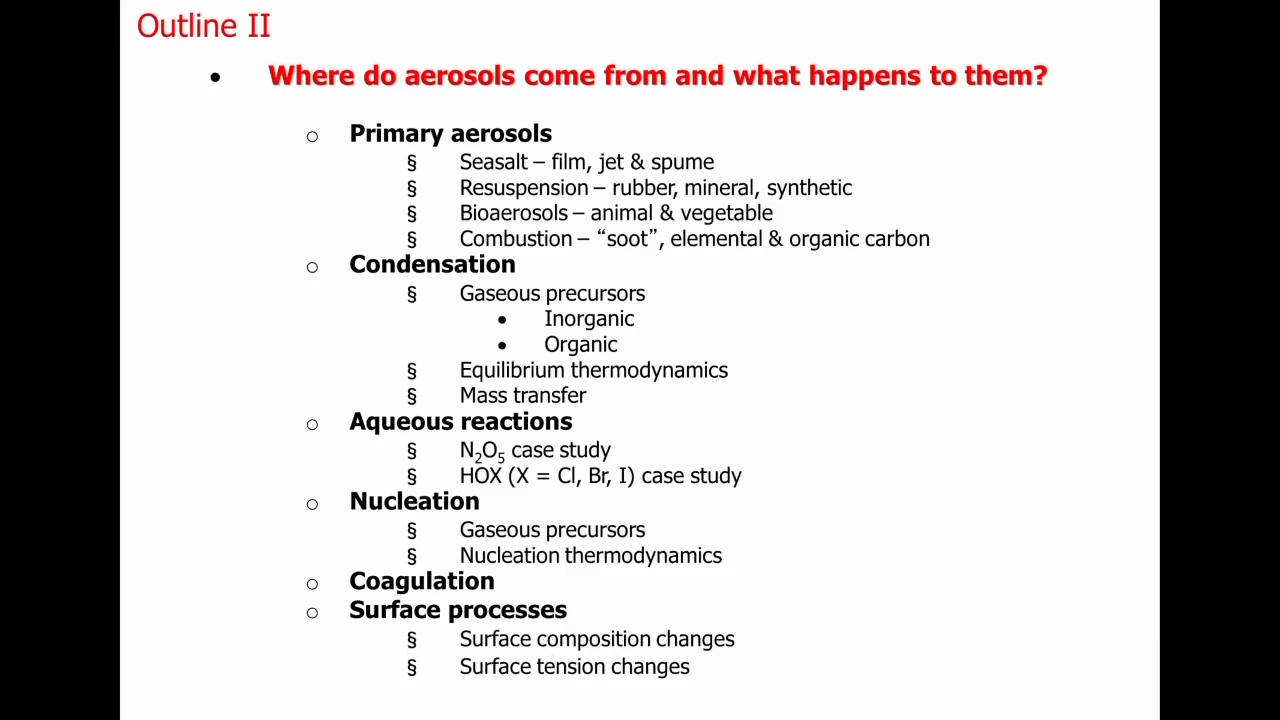 Outline II
• Where do aerosols come from and what happens to them?
o Primary aerosols
§ Seasalt – film, jet & spume
§ Resuspension – rubber, mineral, synthetic
§ Bioaerosols – animal & vegetable
§ Combustion – “soot”, elemental & organic carbon
o Condensation
§ Gaseous precursors
• Inorganic
• Organic
§ Equilibrium thermodynamics
§ Mass transfer
o Aqueous reactions
§ N₂O₅ case study
§ HOX (X = Cl, Br, I) case study
o Nucleation
§ Gaseous precursors
§ Nucleation thermodynamics
o Coagulation
o Surface processes
§ Surface composition changes
§ Surface tension changes